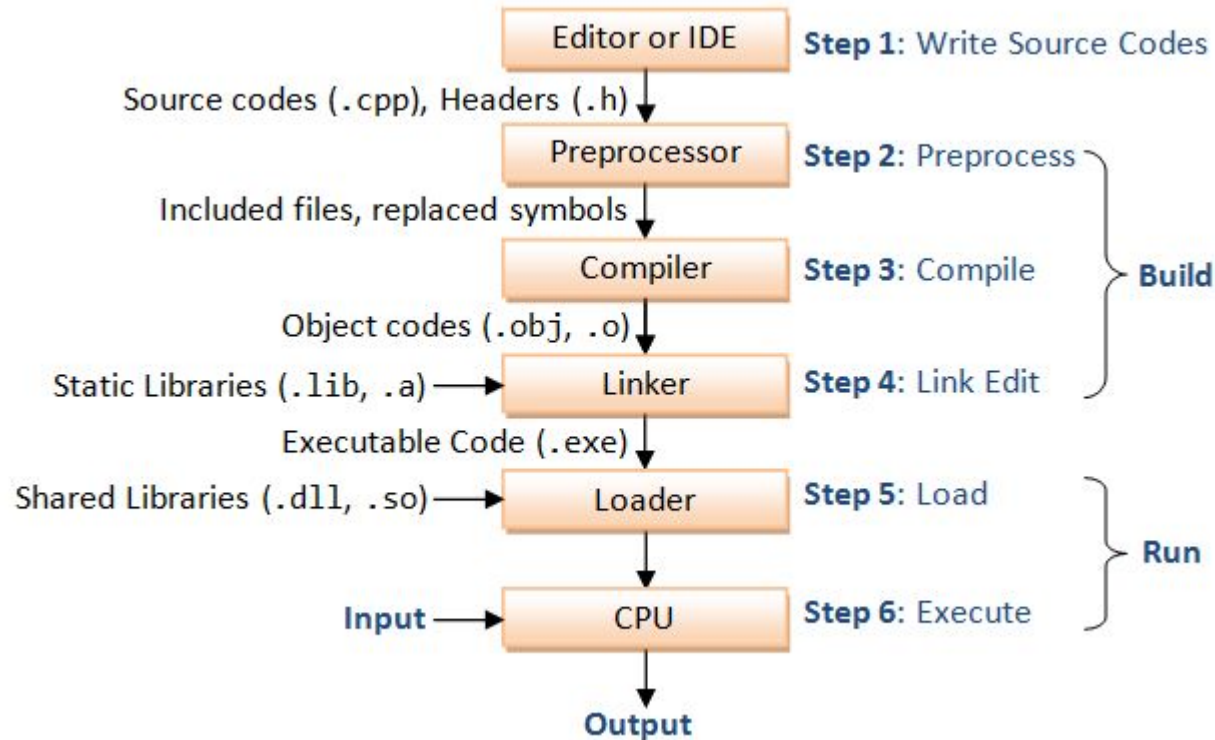 Editor or IDE
Step 1: Write Source Codes
Source codes (.cpp), Headers (.h)
Preprocessor
Step 2: Preprocess
Included files, replaced symbols
Compiler
Step 3: Compile
Build
Object codes (.obj, .o)
Static Libraries (.lib, .a)
Linker
Step 4: Link Edit
Executable Code (.exe)
Shared Libraries (.dll, .so)
Loader
Step 5: Load
Run
Input
CPU
Step 6: Execute
Output